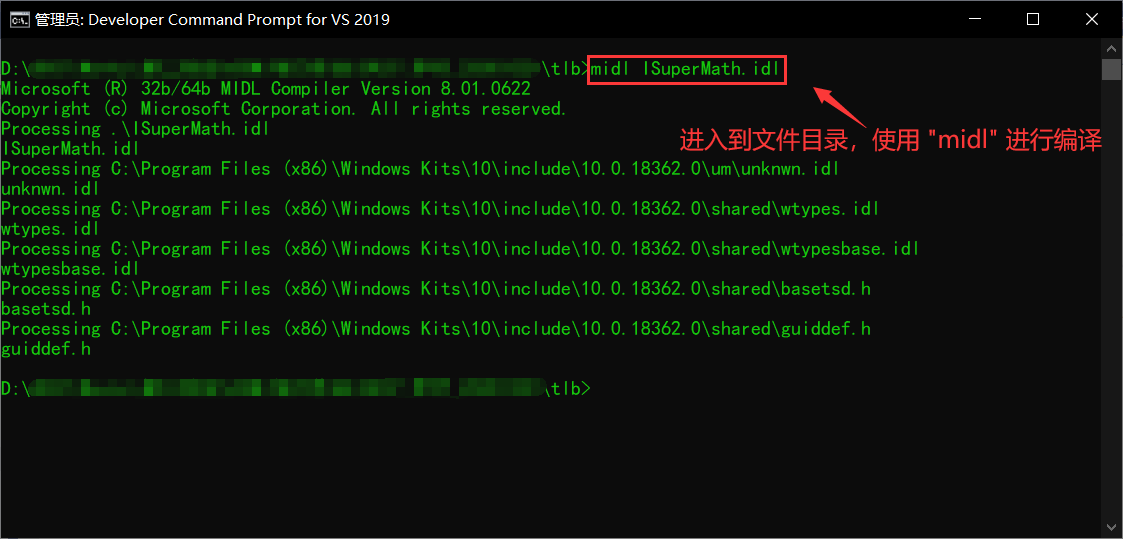 管理员: Developer Command Prompt for VS 2019
D:\ \tlb>midl ISuperMath.idl
Microsoft (R) 32b/64b MIDL Compiler Version 8.01.0622
Copyright (c) Microsoft Corporation. All rights reserved.
进入到文件目录，使用 "midl" 进行编译
Processing .\ISuperMath.idl
ISuperMath.idl
Processing C:\Program Files (x86)\Windows Kits\10\include\10.0.18362.0\um\unknwn.idl
unknwn.idl
Processing C:\Program Files (x86)\Windows Kits\10\include\10.0.18362.0\shared\wtypes.idl
wtypes.idl
Processing C:\Program Files (x86)\Windows Kits\10\include\10.0.18362.0\shared\wtypesbase.idl
wtypesbase.idl
Processing C:\Program Files (x86)\Windows Kits\10\include\10.0.18362.0\shared\basetsd.h
basetsd.h
Processing C:\Program Files (x86)\Windows Kits\10\include\10.0.18362.0\shared\guiddef.h
guiddef.h
D:\ \tlb>